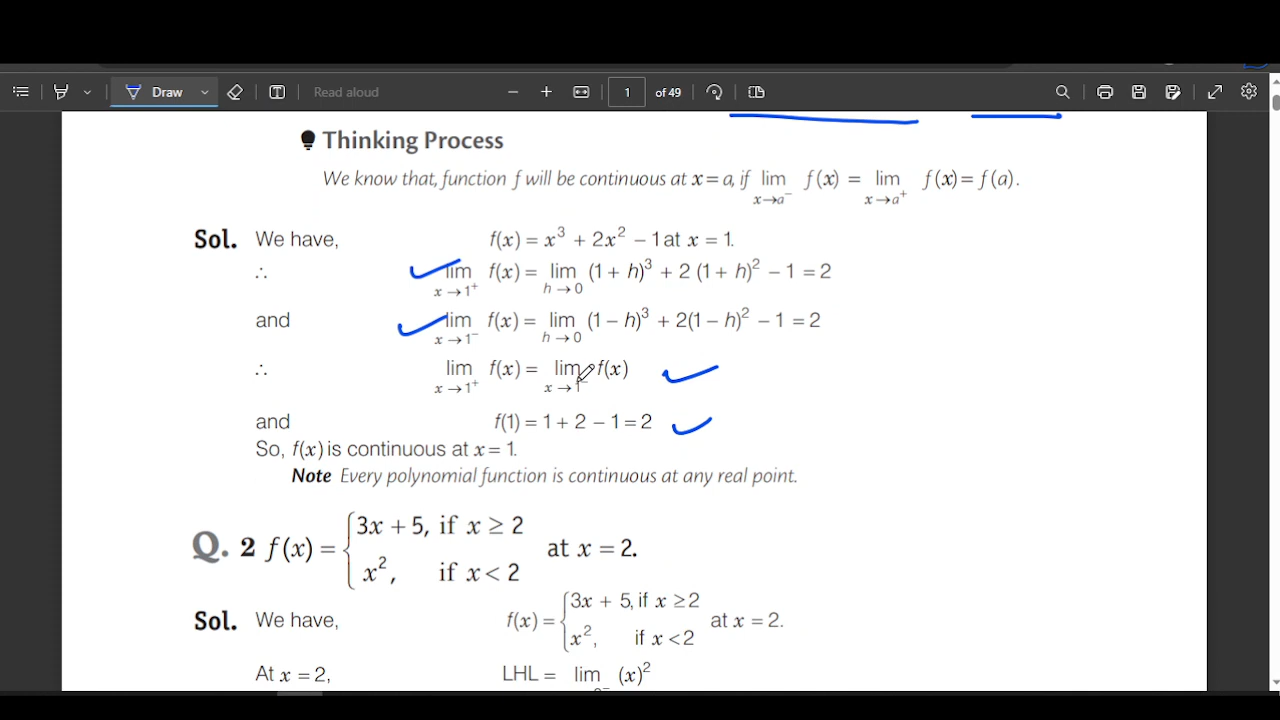 Draw
Read aloud
1 of 49
Thinking Process
We know that, function f will be continuous at x = a, if lim x→a⁻ f(x) = lim x→a⁺ f(x) = f(a).
Sol. We have, f(x) = x³ + 2x² − 1 at x = 1.
∴ lim x→1⁺ f(x) = lim h→0 (1 + h)³ + 2 (1 + h)² − 1 = 2
and lim x→1⁻ f(x) = lim h→0 (1 − h)³ + 2(1 − h)² − 1 = 2
∴ lim x→1⁺ f(x) = lim x→1⁻ f(x)
and f(1) = 1 + 2 − 1 = 2
So, f(x) is continuous at x = 1.
Note Every polynomial function is continuous at any real point.
Q. 2 f(x) = { 3x + 5, if x ≥ 2
x², if x < 2 at x = 2.
Sol. We have, f(x) = { 3x + 5, if x ≥ 2
x², if x < 2 at x = 2.
At x = 2, LHL = lim (x)²